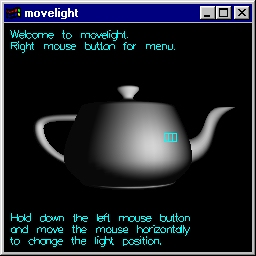 movelight
Welcome to movelight.
Right mouse button for menu.
Hold down the left mouse button
and move the mouse horizontally
to change the light position.